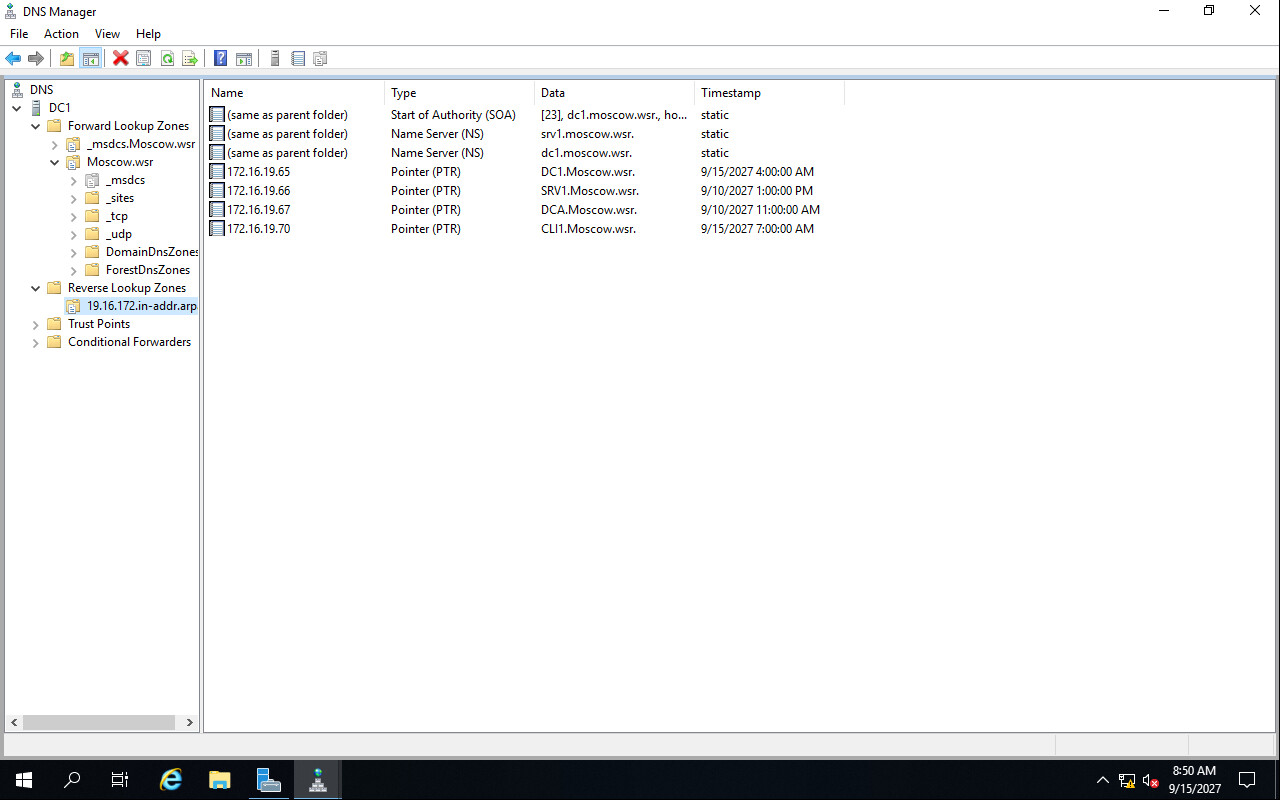 DNS Manager
File Action View Help
DNS
DC1
Forward Lookup Zones
_msdcs.Moscow.wsr
Moscow.wsr
_msdcs
_sites
_tcp
_udp
DomainDnsZones
ForestDnsZones
Reverse Lookup Zones
19.16.172.in-addr.arp
Trust Points
Conditional Forwarders
Name Type Data Timestamp
(same as parent folder) Start of Authority (SOA) [23], dc1.moscow.wsr., ho... static
(same as parent folder) Name Server (NS) srv1.moscow.wsr. static
(same as parent folder) Name Server (NS) dc1.moscow.wsr. static
172.16.19.65 Pointer (PTR) DC1.Moscow.wsr. 9/15/2027 4:00:00 AM
172.16.19.66 Pointer (PTR) SRV1.Moscow.wsr. 9/10/2027 1:00:00 PM
172.16.19.67 Pointer (PTR) DCA.Moscow.wsr. 9/10/2027 11:00:00 AM
172.16.19.70 Pointer (PTR) CLI1.Moscow.wsr. 9/15/2027 7:00:00 AM
8:50 AM
9/15/2027